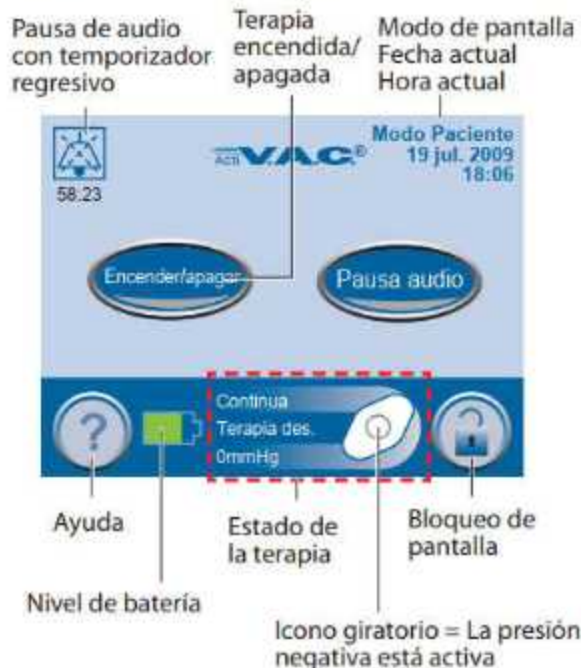 Pausa de audio
con temporizador
regresivo
Terapia
encendida/
apagada
Modo de pantalla
Fecha actual
Hora actual
58.23
ActiV.A.C.®
Modo Paciente
19 jul. 2009
18:06
Encender/apagar
Pausa audio
?
Continua
Terapia des.
0mmHg
Ayuda
Estado de
la terapia
Bloqueo de
pantalla
Nivel de batería
Icono giratorio = La presión
negativa está activa